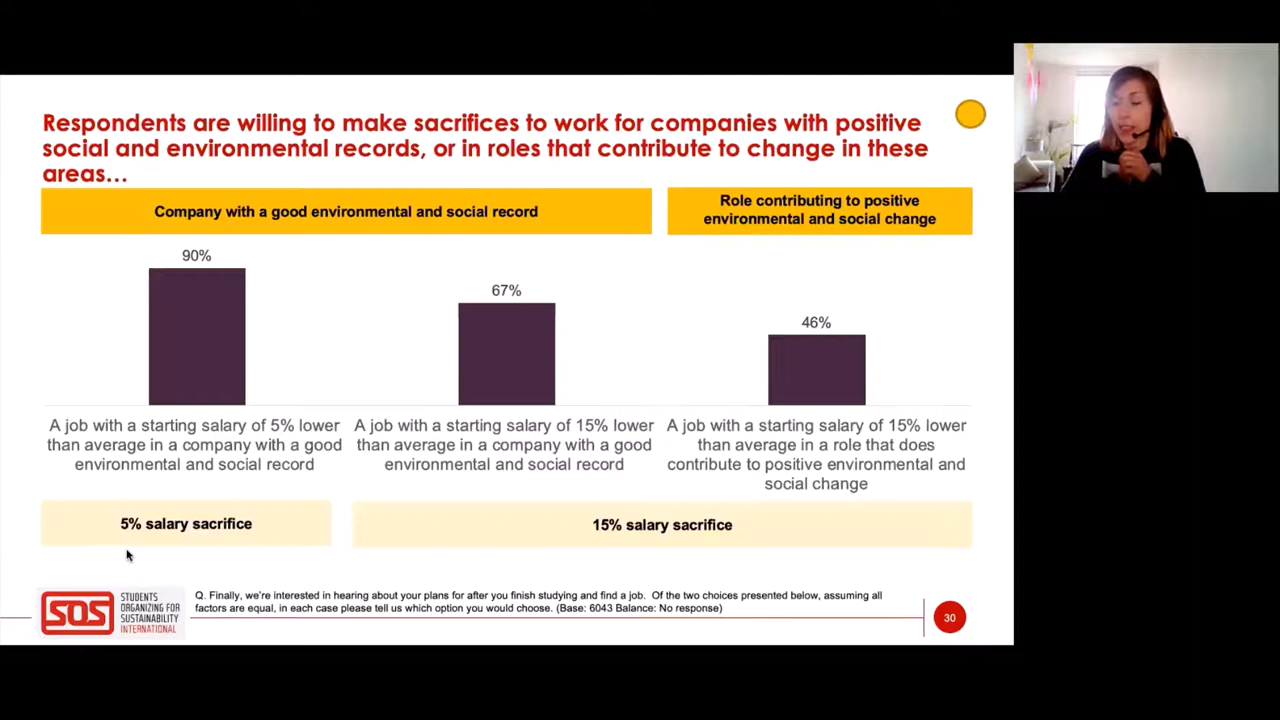 Respondents are willing to make sacrifices to work for companies with positive
social and environmental records, or in roles that contribute to change in these
areas…
Company with a good environmental and social record
Role contributing to positive
environmental and social change
90%
67%
46%
A job with a starting salary of 5% lower
than average in a company with a good
environmental and social record
A job with a starting salary of 15% lower
than average in a company with a good
environmental and social record
A job with a starting salary of 15% lower
than average in a role that does
contribute to positive environmental and
social change
5% salary sacrifice
15% salary sacrifice
SOS
STUDENTS
ORGANIZING FOR
SUSTAINABILITY
INTERNATIONAL
Q. Finally, we're interested in hearing about your plans for after you finish studying and find a job. Of the two choices presented below, assuming all
factors are equal, in each case please tell us which option you would choose. (Base: 6043 Balance: No response)
30